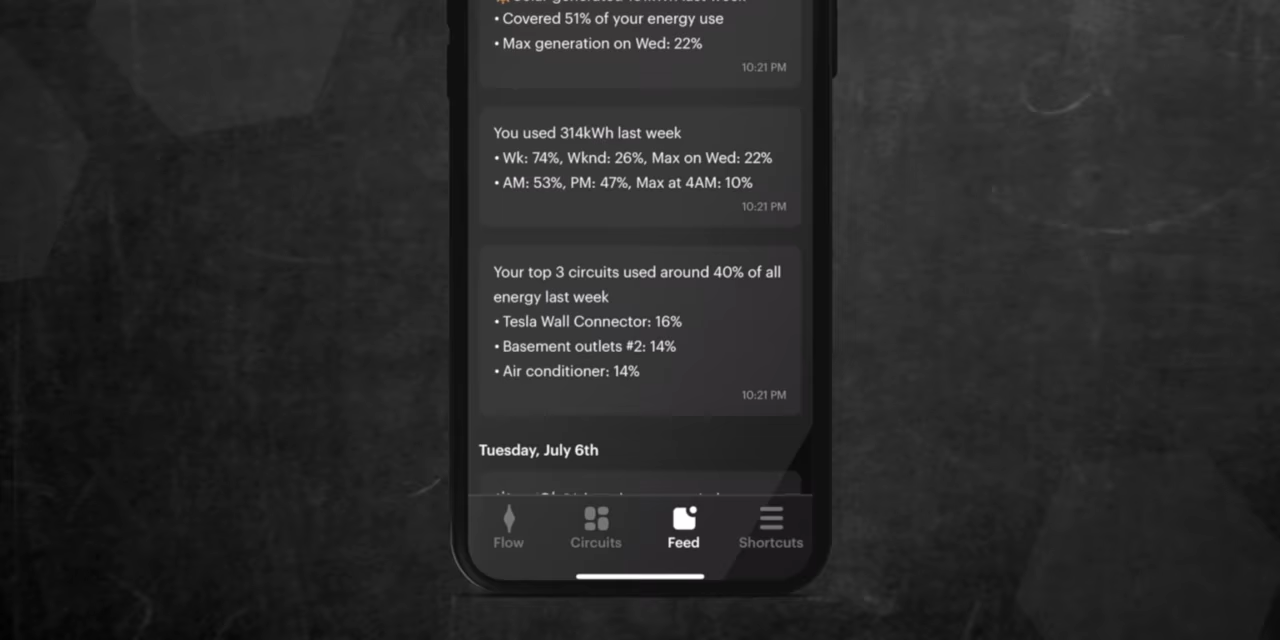 • Covered 51% of your energy use
• Max generation on Wed: 22%
10:21 PM
You used 314kWh last week
• Wk: 74%, Wknd: 26%, Max on Wed: 22%
• AM: 53%, PM: 47%, Max at 4AM: 10%
10:21 PM
Your top 3 circuits used around 40% of all
energy last week
• Tesla Wall Connector: 16%
• Basement outlets #2: 14%
• Air conditioner: 14%
10:21 PM
Tuesday, July 6th
Flow Circuits Feed Shortcuts